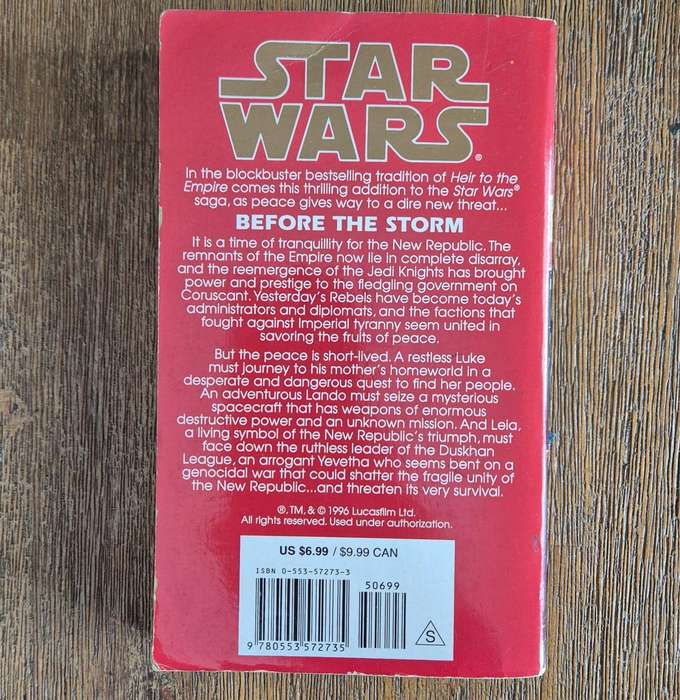 STAR
WARS®
In the blockbuster bestselling tradition of Heir to the
Empire comes this thrilling addition to the Star Wars®
saga, as peace gives way to a dire new threat...
BEFORE THE STORM
It is a time of tranquillity for the New Republic. The
remnants of the Empire now lie in complete disarray,
and the reemergence of the Jedi Knights has brought
power and prestige to the fledgling government on
Coruscant. Yesterday's Rebels have become today's
administrators and diplomats, and the factions that
fought against Imperial tyranny seem united in
savoring the fruits of peace.
But the peace is short-lived. A restless Luke
must journey to his mother's homeworld in a
desperate and dangerous quest to find her people.
An adventurous Lando must seize a mysterious
spacecraft that has weapons of enormous
destructive power and an unknown mission. And Leia,
a living symbol of the New Republic's triumph, must
face down the ruthless leader of the Duskhan
League, an arrogant Yevetha who seems bent on a
genocidal war that could shatter the fragile unity of
the New Republic...and threaten its very survival.
®, TM, & © 1996 Lucasfilm Ltd.
All rights reserved. Used under authorization.
US $6.99 / $9.99 CAN
ISBN 0-553-57273-3
50699
9 780553 572735
S